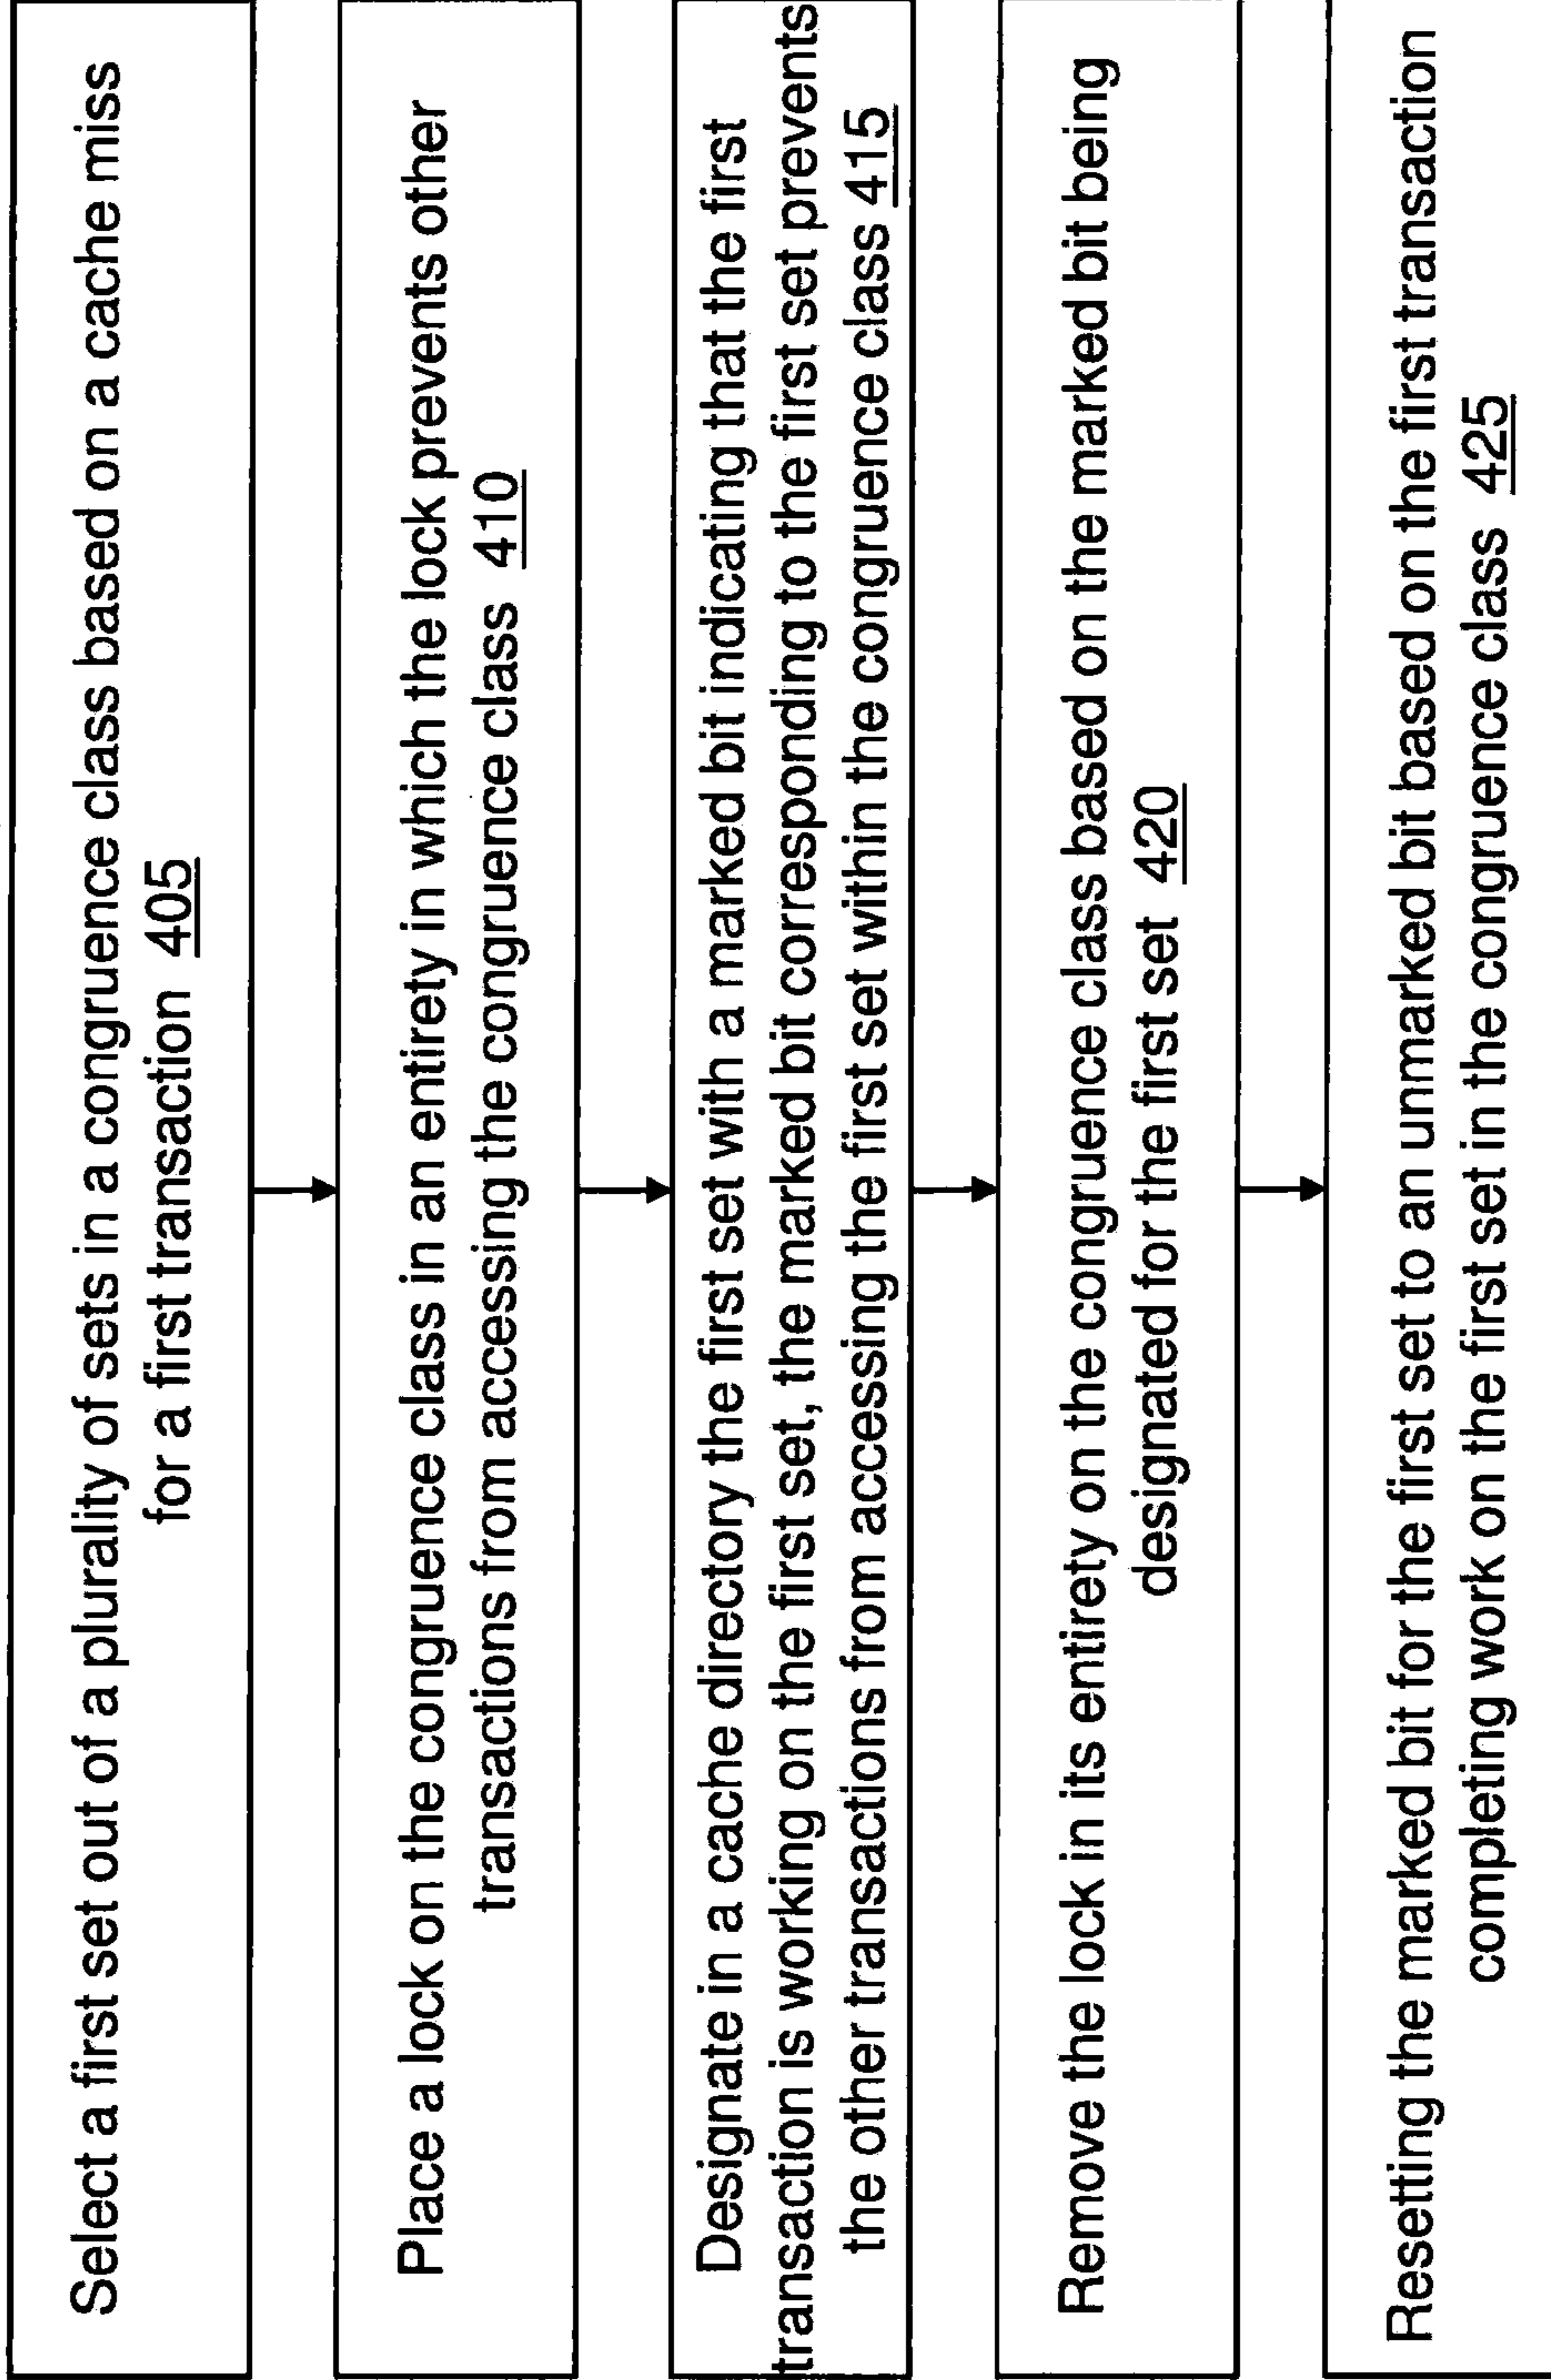 Select a first set out of a plurality of sets in a congruence class based on a cache miss
for a first transaction 405
Place a lock on the congruence class in an entirety in which the lock prevents other
transactions from accessing the congruence class 410
Designate in a cache directory the first set with a marked bit indicating that the first
transaction is working on the first set, the marked bit corresponding to the first set prevents
the other transactions from accessing the first set within the congruence class 415
Remove the lock in its entirety on the congruence class based on the marked bit being
designated for the first set 420
Resetting the marked bit for the first set to an unmarked bit based on the first transaction
completing work on the first set in the congruence class 425